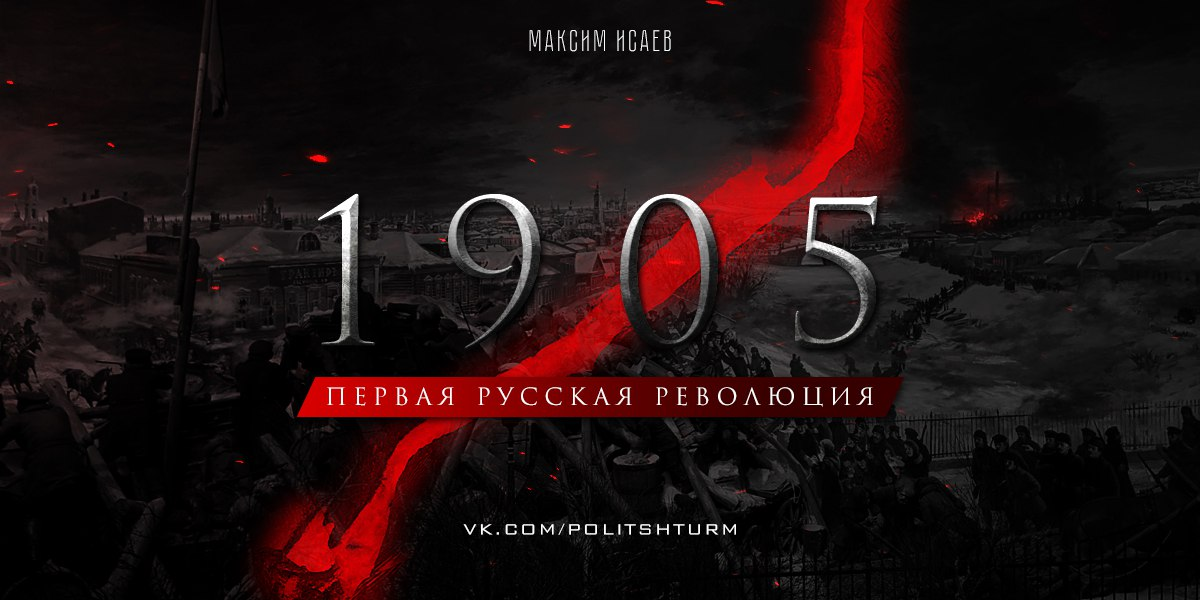 МАКСИМ ИСАЕВ
1905
ПЕРВАЯ РУССКАЯ РЕВОЛЮЦИЯ
VK.COM/POLITSHTURM